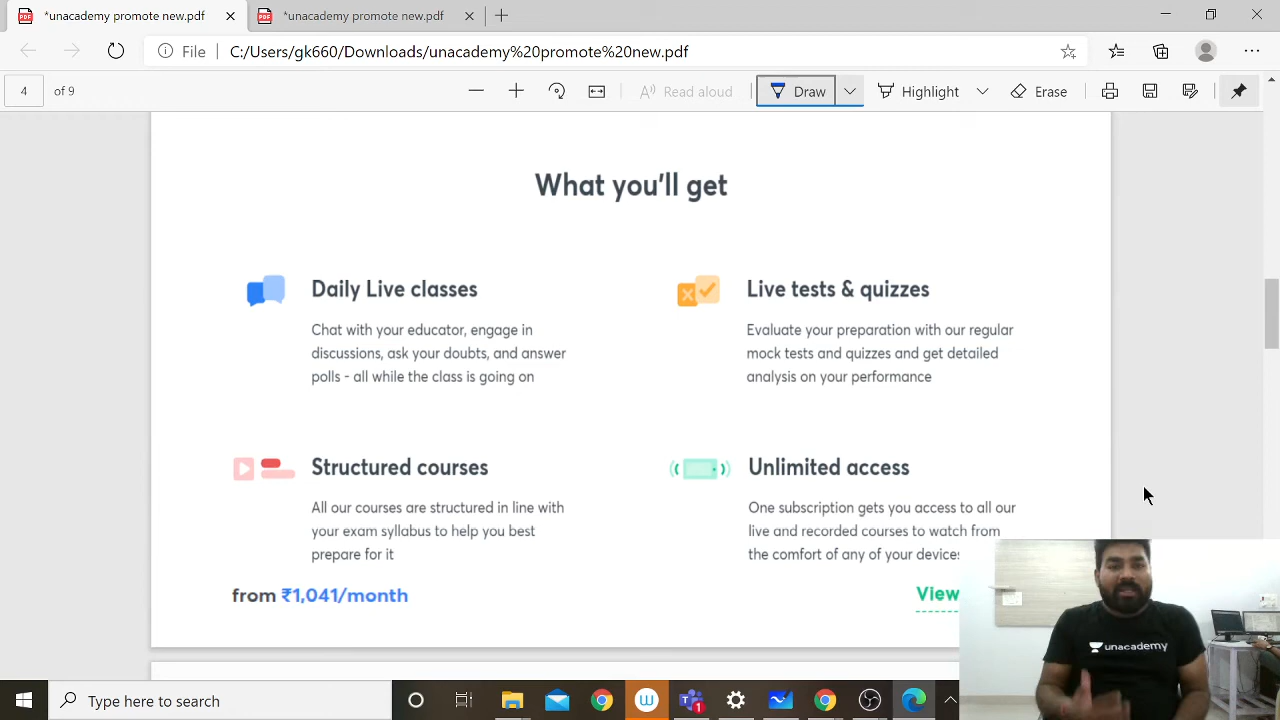 *unacademy promote new.pdf
*unacademy promote new.pdf
File C:/Users/gk660/Downloads/unacademy%20promote%20new.pdf
4 of 9 Read aloud Draw Highlight Erase
What you'll get
Daily Live classes
Chat with your educator, engage in
discussions, ask your doubts, and answer
polls - all while the class is going on
Live tests & quizzes
Evaluate your preparation with our regular
mock tests and quizzes and get detailed
analysis on your performance
Structured courses
All our courses are structured in line with
your exam syllabus to help you best
prepare for it
Unlimited access
One subscription gets you access to all our
live and recorded courses to watch from
the comfort of any of your devices
from ₹1,041/month
View
unacademy
Type here to search
1